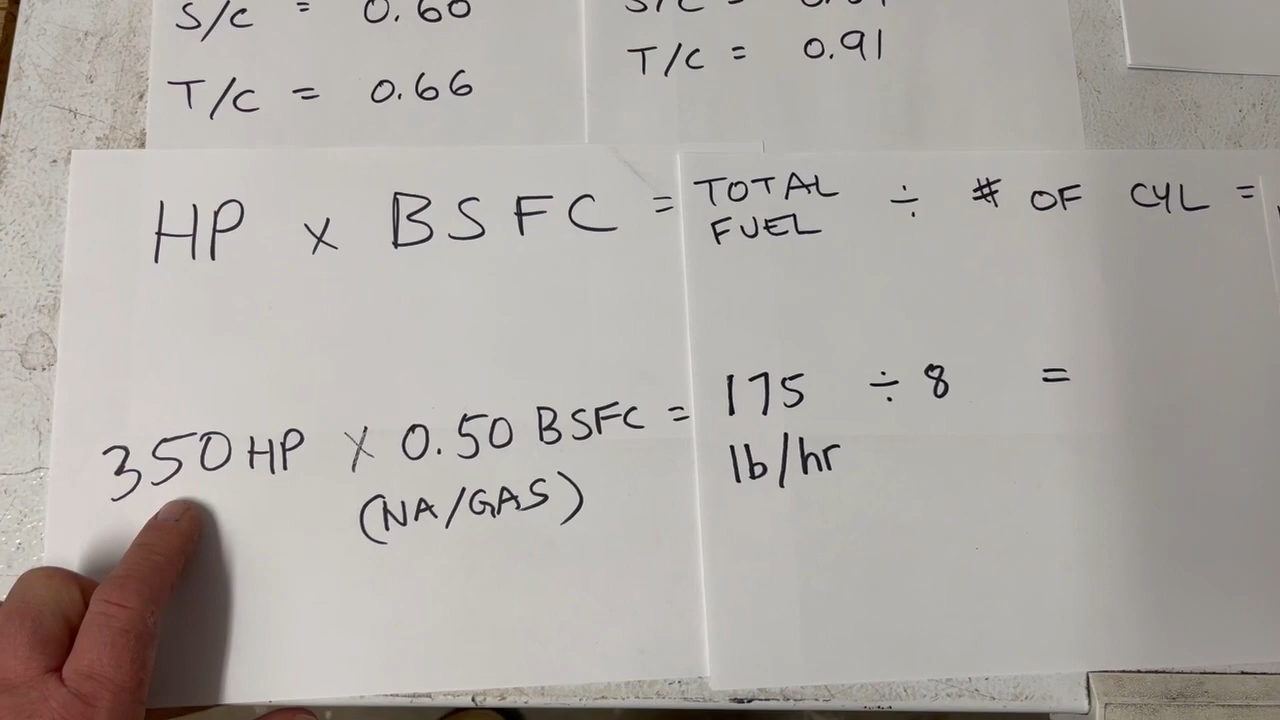 S/C = 0.60
T/C = 0.66
T/C = 0.91
HP x BSFC = TOTAL FUEL ÷ # OF CYL =
350 HP x 0.50 BSFC = 175 ÷ 8 =
(NA/GAS)
lb/hr